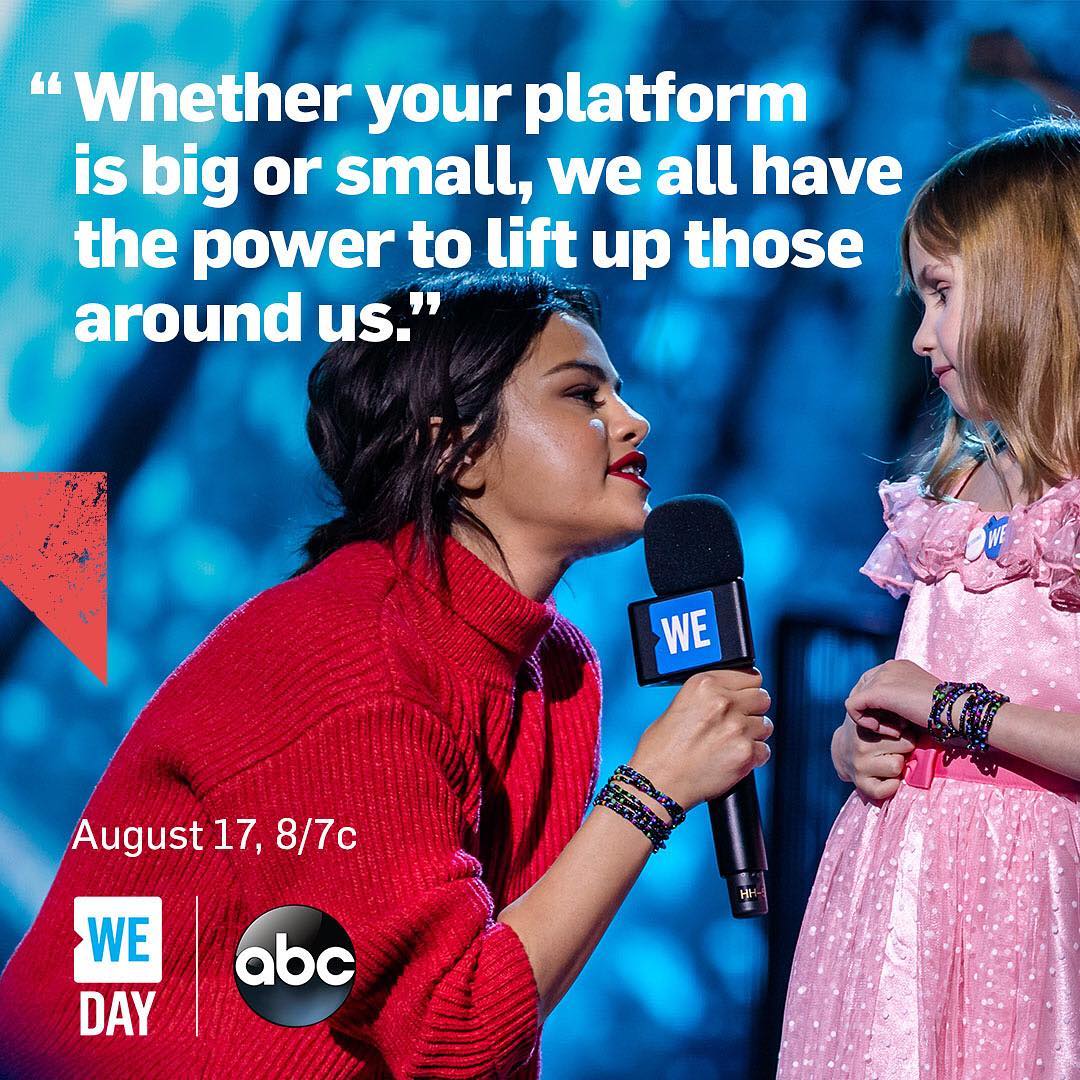 “ Whether your platform
is big or small, we all have
the power to lift up those
around us.”
WE
WE
August 17, 8/7c
WE
DAY
abc